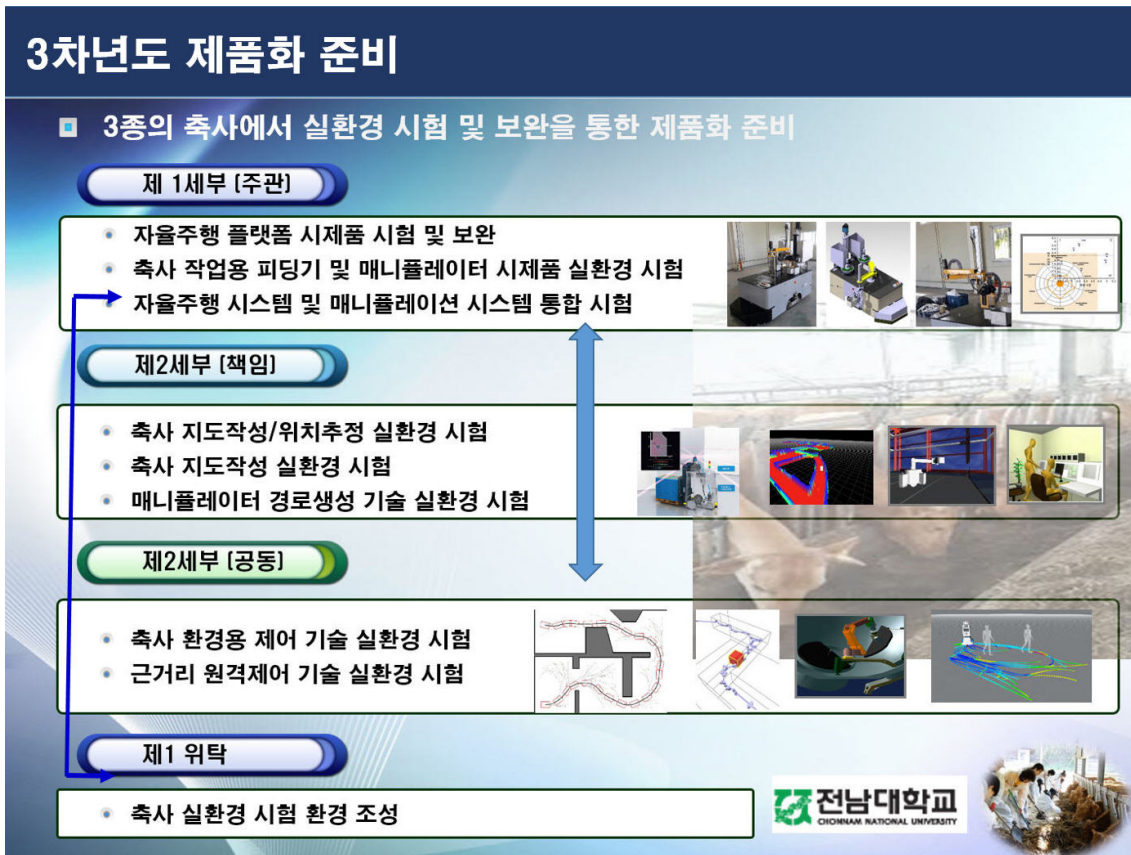 3차년도 제품화 준비
3종의 축사에서 실환경 시험 및 보완을 통한 제품화 준비
제 1세부 (주관)
자율주행 플랫폼 시제품 시험 및 보완
축사 작업용 피딩기 및 매니퓰레이터 시제품 실환경 시험
자율주행 시스템 및 매니퓰레이션 시스템 통합 시험
제2세부 (책임)
축사 지도작성/위치추정 실환경 시험
축사 지도작성 실환경 시험
매니퓰레이터 경로생성 기술 실환경 시험
제2세부 (공동)
축사 환경용 제어 기술 실환경 시험
근거리 원격제어 기술 실환경 시험
제1 위탁
축사 실환경 시험 환경 조성
전남대학교
CHONNAM NATIONAL UNIVERSITY